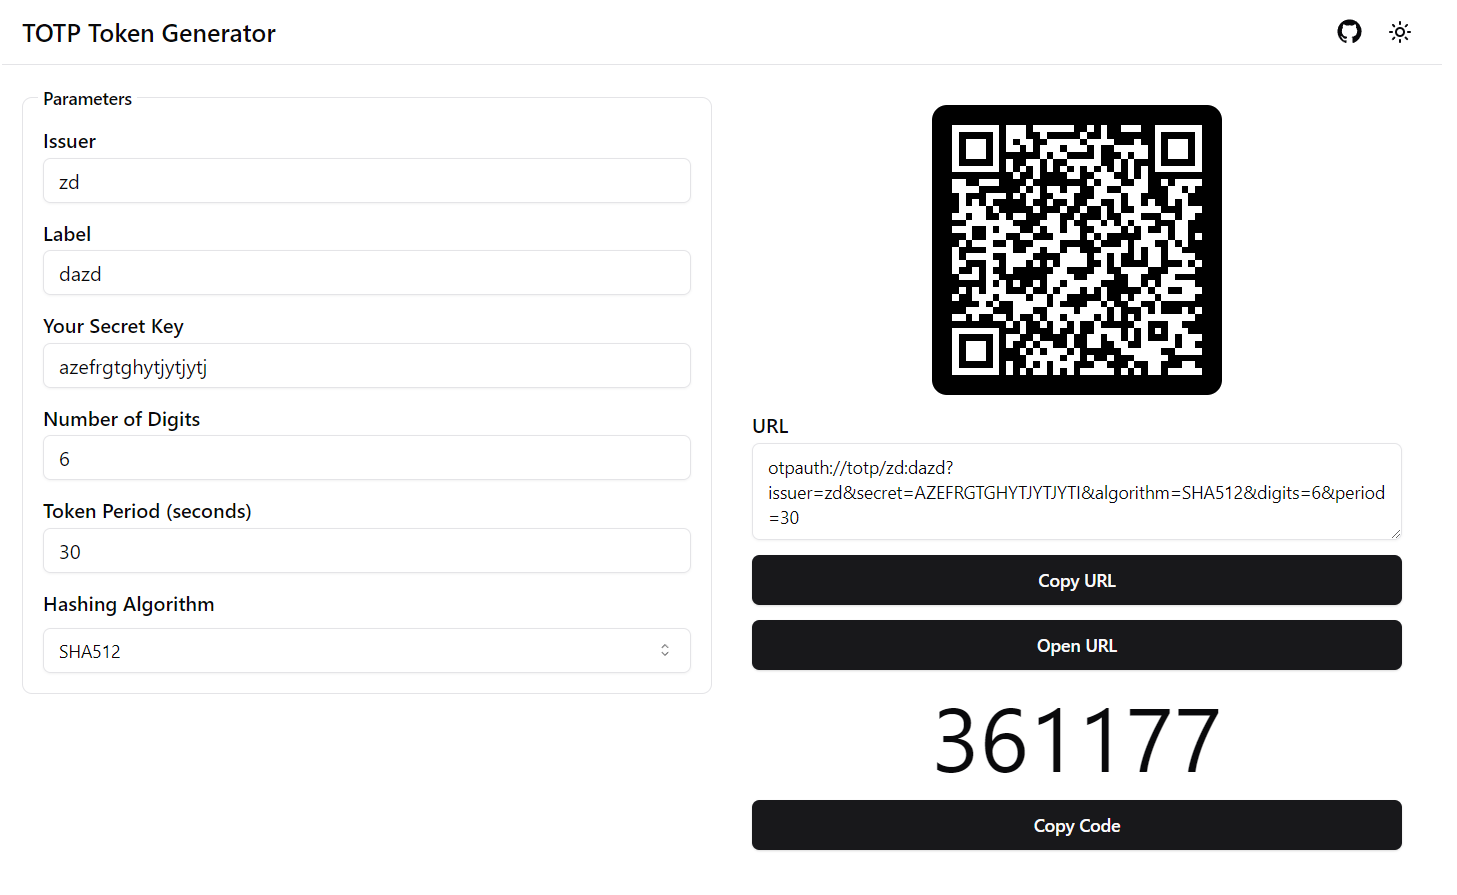 TOTP Token Generator
Parameters
Issuer
zd
Label
dazd
Your Secret Key
azefrgtghytjytjytj
Number of Digits
6
Token Period (seconds)
30
Hashing Algorithm
SHA512
URL
otpauth://totp/zd:dazd?
issuer=zd&secret=AZEFRGTGHYTJYTJYTI&algorithm=SHA512&digits=6&period
=30
Copy URL
Open URL
361177
Copy Code